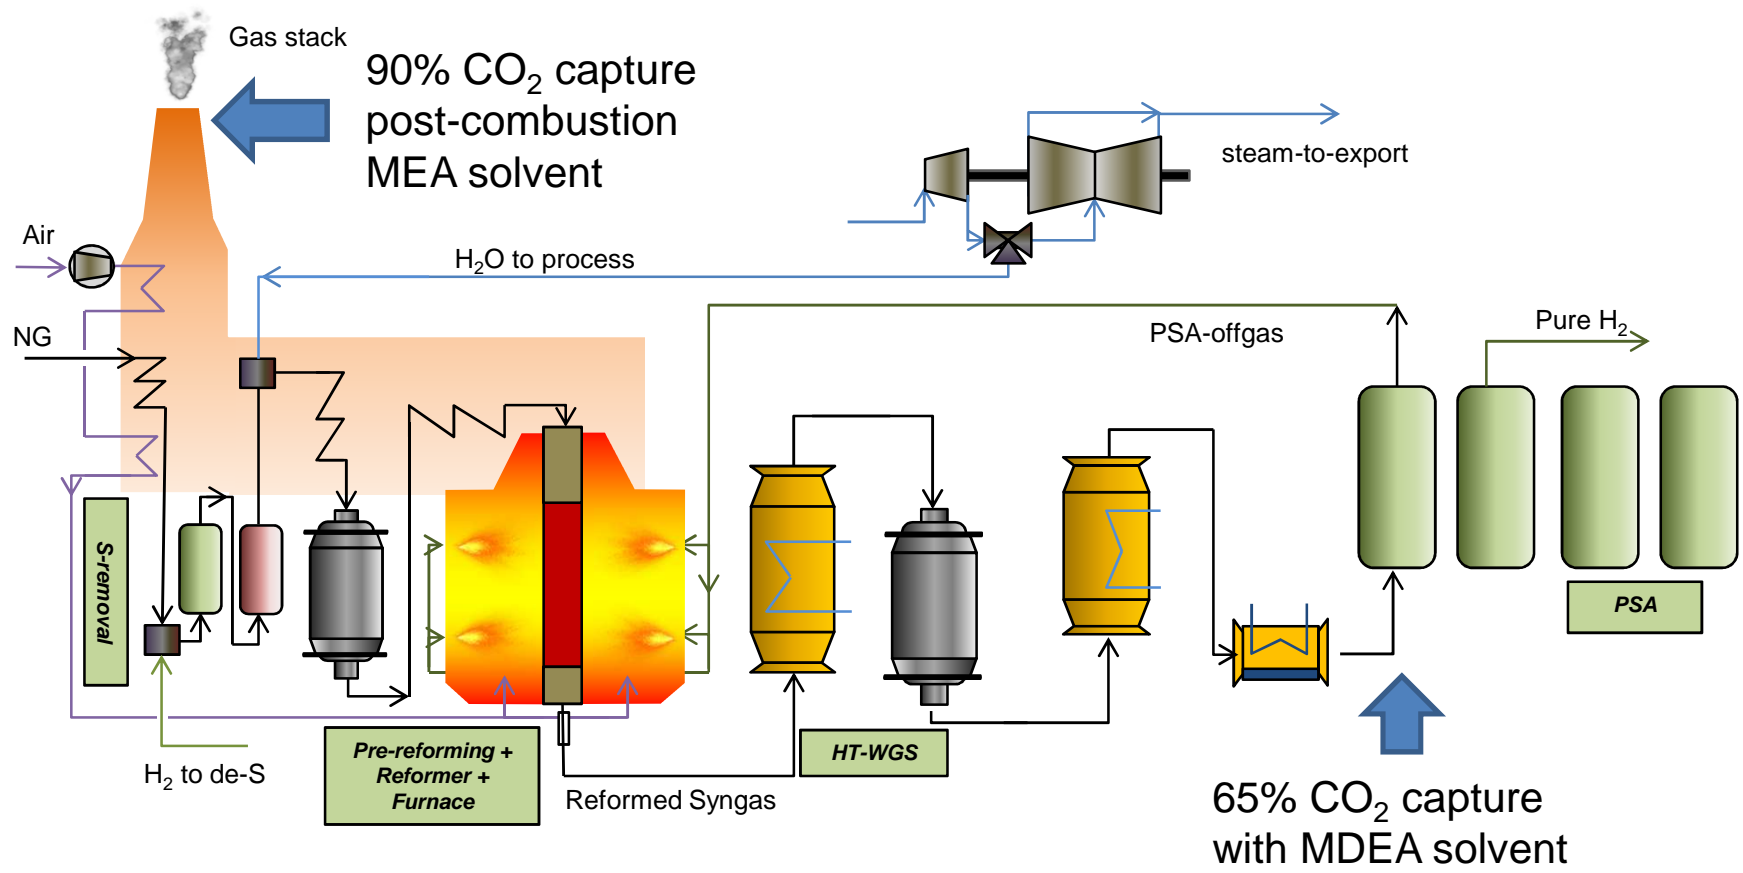 Gas stack
90% CO₂ capture
post-combustion
MEA solvent
steam-to-export
Air
H₂O to process
NG
PSA-offgas
Pure H₂
S-removal
PSA
Pre-reforming +
Reformer +
Furnace
HT-WGS
H₂ to de-S
Reformed Syngas
65% CO₂ capture
with MDEA solvent